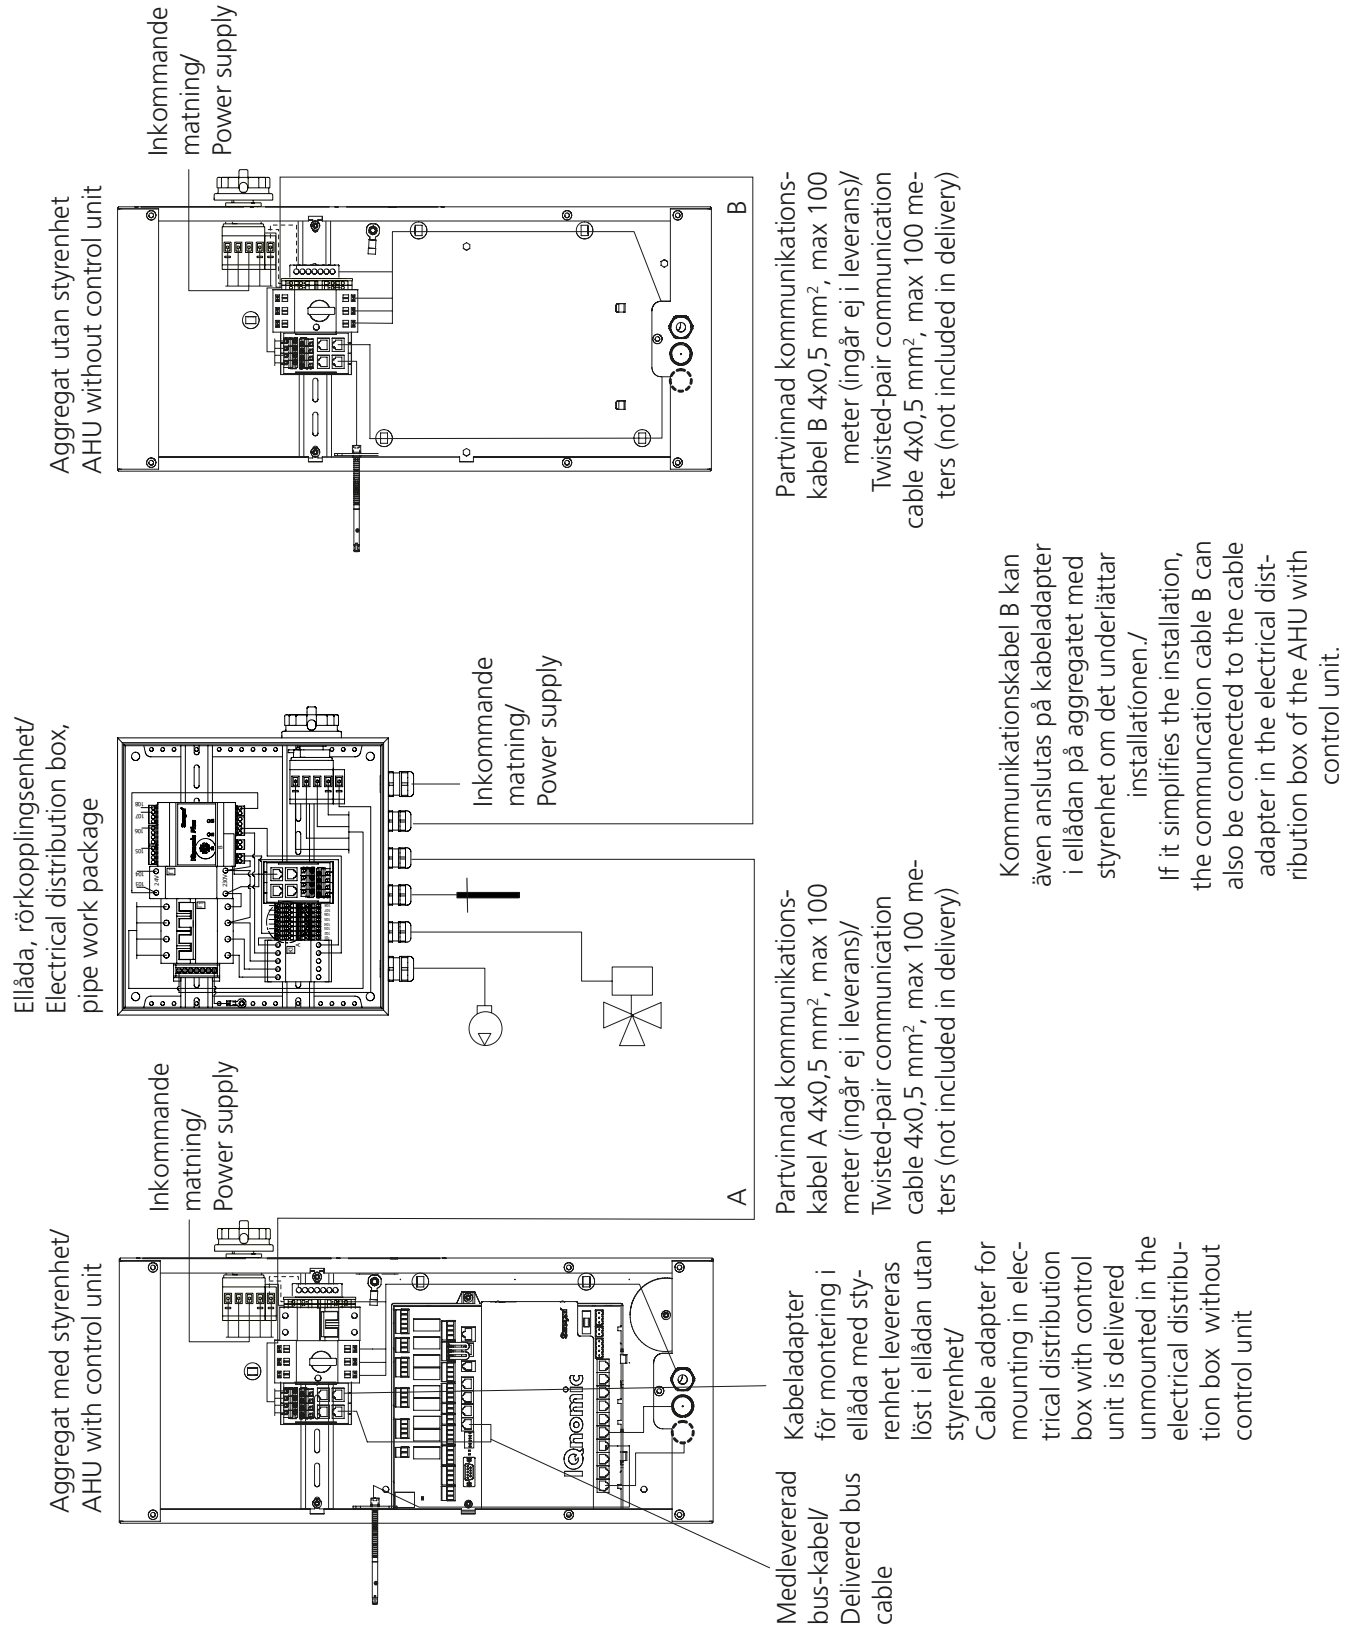 Aggregat med styrenhet/
AHU with control unit
Inkommande
matning/
Power supply
Ellåda, rörkopplingsenhet/
Electrical distribution box,
pipe work package
Inkommande
matning/
Power supply
Aggregat utan styrenhet
AHU without control unit
Inkommande
matning/
Power supply
IQnomic
Swegon
24V
230V
A
B
Medlevererad
bus-kabel/
Delivered bus
cable
Kabeladapter
för montering i
ellåda med sty-
renhet levereras
löst i ellådan utan
styrenhet/
Cable adapter for
mounting in elec-
trical distribution
box with control
unit is delivered
unmounted in the
electrical distribu-
tion box without
control unit
Partvinnad kommunikations-
kabel A 4x0,5 mm², max 100
meter (ingår ej i leverans)/
Twisted-pair communication
cable 4x0,5 mm², max 100 me-
ters (not included in delivery)
Partvinnad kommunikations-
kabel B 4x0,5 mm², max 100
meter (ingår ej i leverans)/
Twisted-pair communication
cable 4x0,5 mm², max 100 me-
ters (not included in delivery)
Kommunikationskabel B kan
även anslutas på kabeladapter
i ellådan på aggregatet med
styrenhet om det underlättar
installationen./
If it simplifies the installation,
the communcation cable B can
also be connected to the cable
adapter in the electrical dist-
ribution box of the AHU with
control unit.